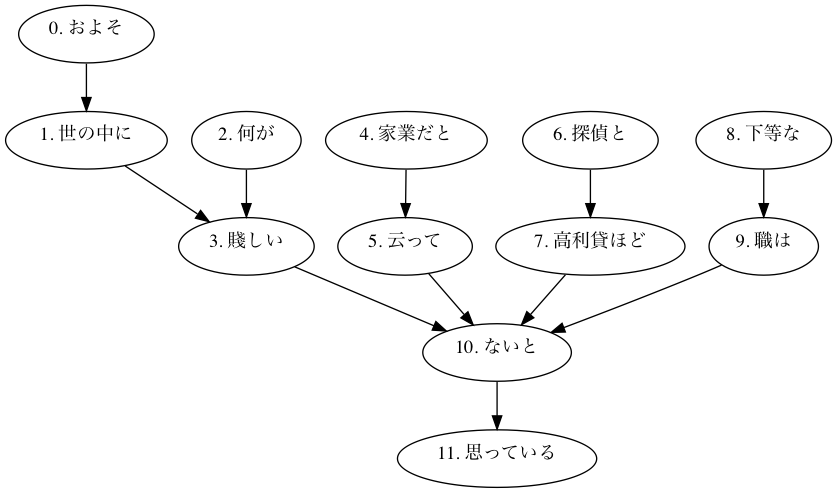 0. およそ
1. 世の中に
2. 何が
4. 家業だと
6. 探偵と
8. 下等な
3. 賤しい
5. 云って
7. 高利貸ほど
9. 職は
10. ないと
11. 思っている